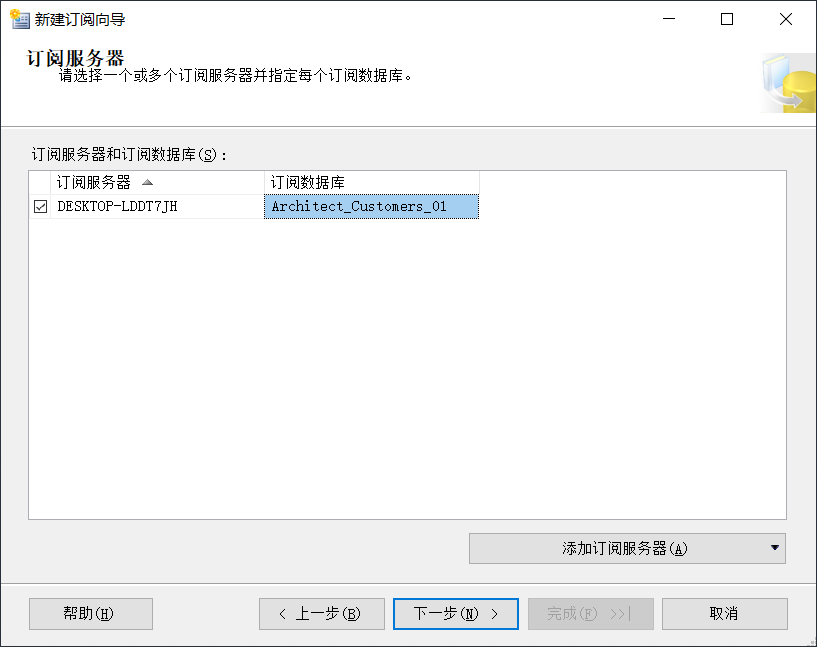 新建订阅向导
订阅服务器
请选择一个或多个订阅服务器并指定每个订阅数据库。
订阅服务器和订阅数据库(S)：
订阅服务器 订阅数据库
DESKTOP-LDDT7JH Architect_Customers_01
添加订阅服务器(A)
帮助(H) < 上一步(B) 下一步(N) > 完成(F) >>| 取消